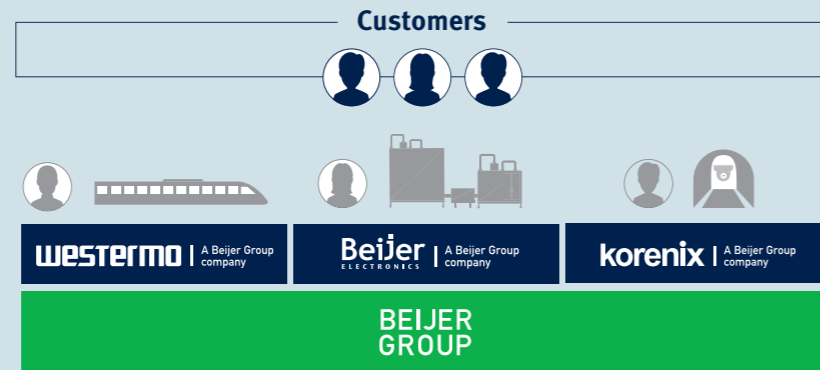 Customers
westermo | A Beijer Group
company
Beijer
ELECTRONICS | A Beijer Group
company
korenix | A Beijer Group
company
BEIJER
GROUP